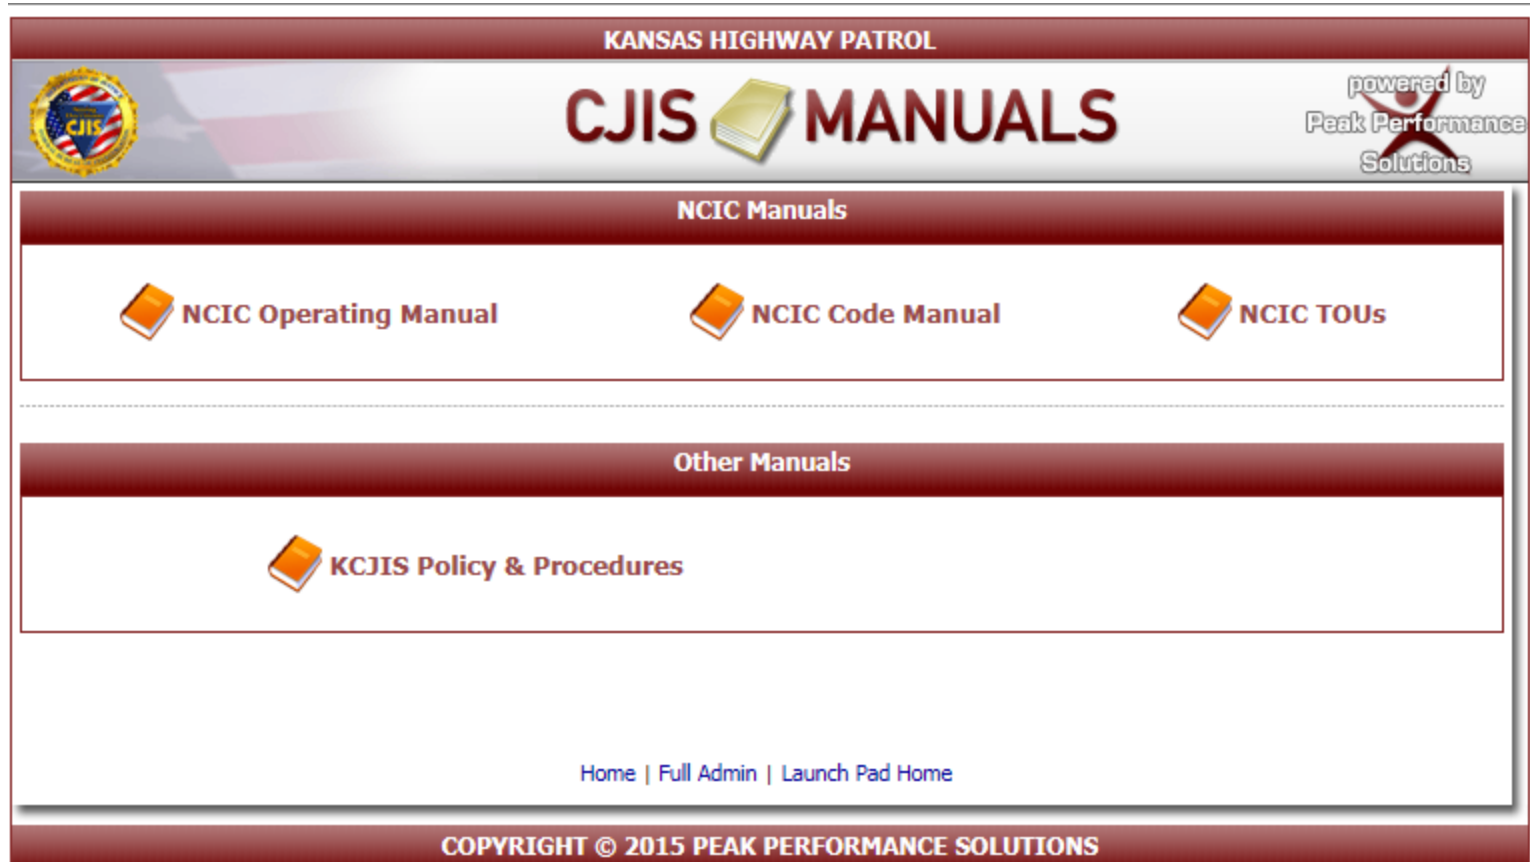 KANSAS HIGHWAY PATROL
CJIS
CJIS MANUALS
powered by
Peak Performance
Solutions
NCIC Manuals
NCIC Operating Manual
NCIC Code Manual
NCIC TOUs
Other Manuals
KCJIS Policy & Procedures
Home | Full Admin | Launch Pad Home
COPYRIGHT © 2015 PEAK PERFORMANCE SOLUTIONS